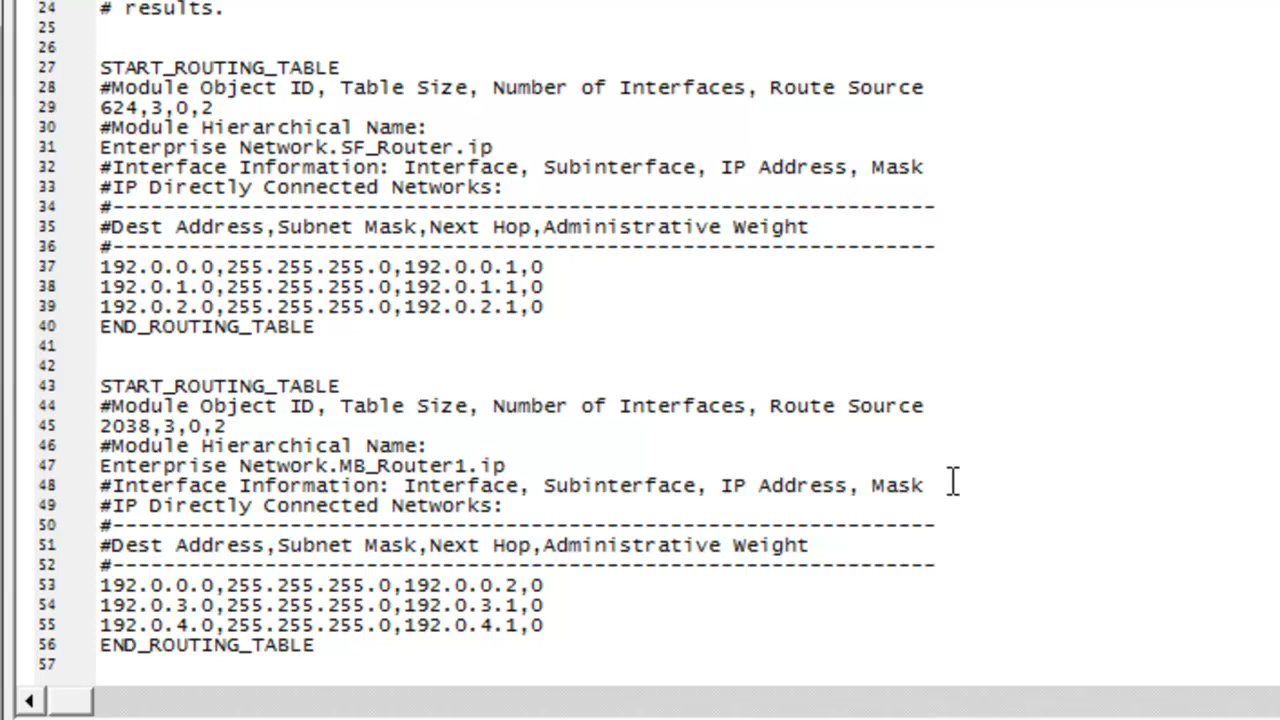 24 # results.
25
26
27 START_ROUTING_TABLE
28 #Module Object ID, Table Size, Number of Interfaces, Route Source
29 624,3,0,2
30 #Module Hierarchical Name:
31 Enterprise Network.SF_Router.ip
32 #Interface Information: Interface, Subinterface, IP Address, Mask
33 #IP Directly Connected Networks:
34 #-----------------------------------------------------------------
35 #Dest Address,Subnet Mask,Next Hop,Administrative Weight
36 #-----------------------------------------------------------------
37 192.0.0.0,255.255.255.0,192.0.0.1,0
38 192.0.1.0,255.255.255.0,192.0.1.1,0
39 192.0.2.0,255.255.255.0,192.0.2.1,0
40 END_ROUTING_TABLE
41
42
43 START_ROUTING_TABLE
44 #Module Object ID, Table Size, Number of Interfaces, Route Source
45 2038,3,0,2
46 #Module Hierarchical Name:
47 Enterprise Network.MB_Router1.ip
48 #Interface Information: Interface, Subinterface, IP Address, Mask
49 #IP Directly Connected Networks:
50 #-----------------------------------------------------------------
51 #Dest Address,Subnet Mask,Next Hop,Administrative Weight
52 #-----------------------------------------------------------------
53 192.0.0.0,255.255.255.0,192.0.0.2,0
54 192.0.3.0,255.255.255.0,192.0.3.1,0
55 192.0.4.0,255.255.255.0,192.0.4.1,0
56 END_ROUTING_TABLE
57